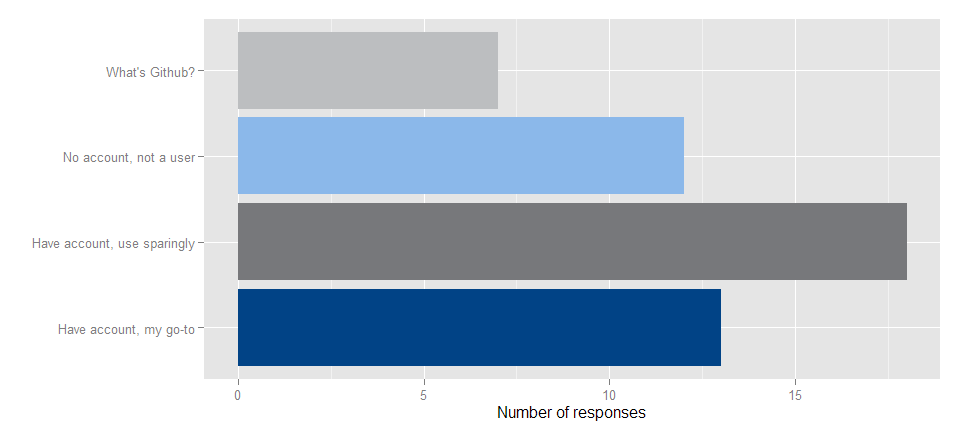 What's Github?
No account, not a user
Have account, use sparingly
Have account, my go-to
0 5 10 15
Number of responses